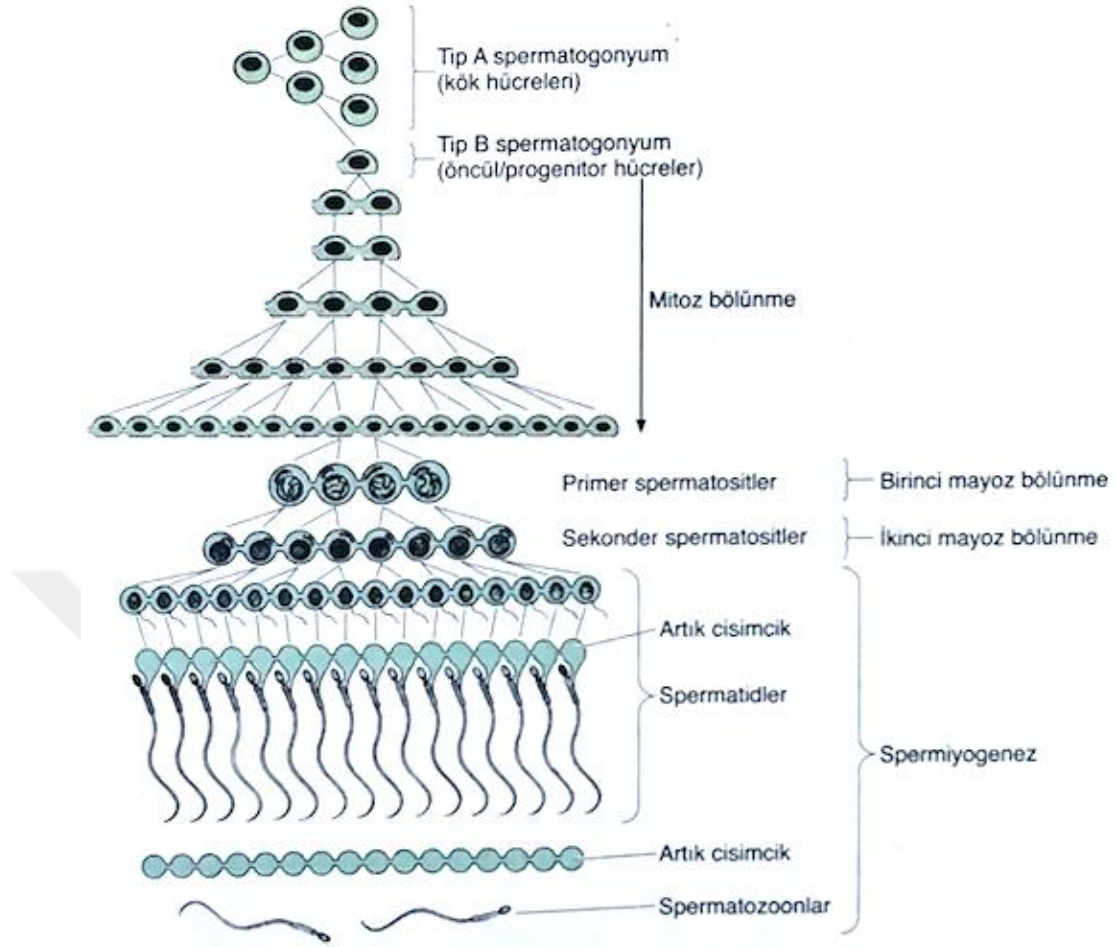 Tip A spermatogonyum
(kök hücreleri)
Tip B spermatogonyum
(öncül/progenitor hücreler)
Mitoz bölünme
Primer spermatositler
Birinci mayoz bölünme
Sekonder spermatositler
İkinci mayoz bölünme
Artık cisimcik
Spermatidler
Spermiyogenez
Artık cisimcik
Spermatozoonlar